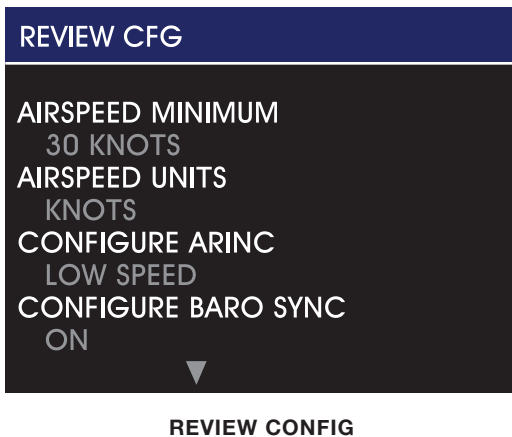 REVIEW CFG
AIRSPEED MINIMUM
30 KNOTS
AIRSPEED UNITS
KNOTS
CONFIGURE ARINC
LOW SPEED
CONFIGURE BARO SYNC
ON
REVIEW CONFIG